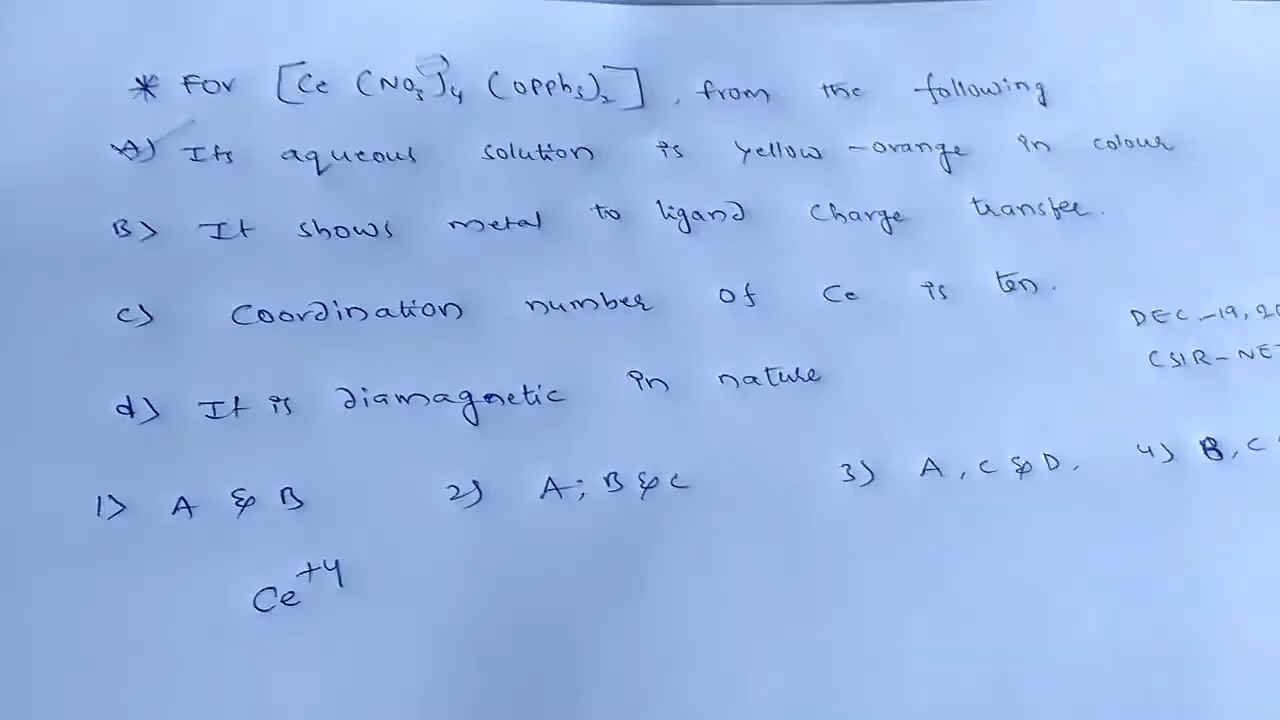 * For [Ce (NO3⁻)4 (OPPh3)2], from the following
A) Its aqueous solution is yellow-orange in colour
B) It shows metal to ligand charge transfer.
c) Coordination number of Ce is ten.
DEC-19, 20
CSIR-NET
d) It is diamagnetic in nature
1) A & B 2) A, B & C 3) A, C & D. 4) B, C
Ce+4